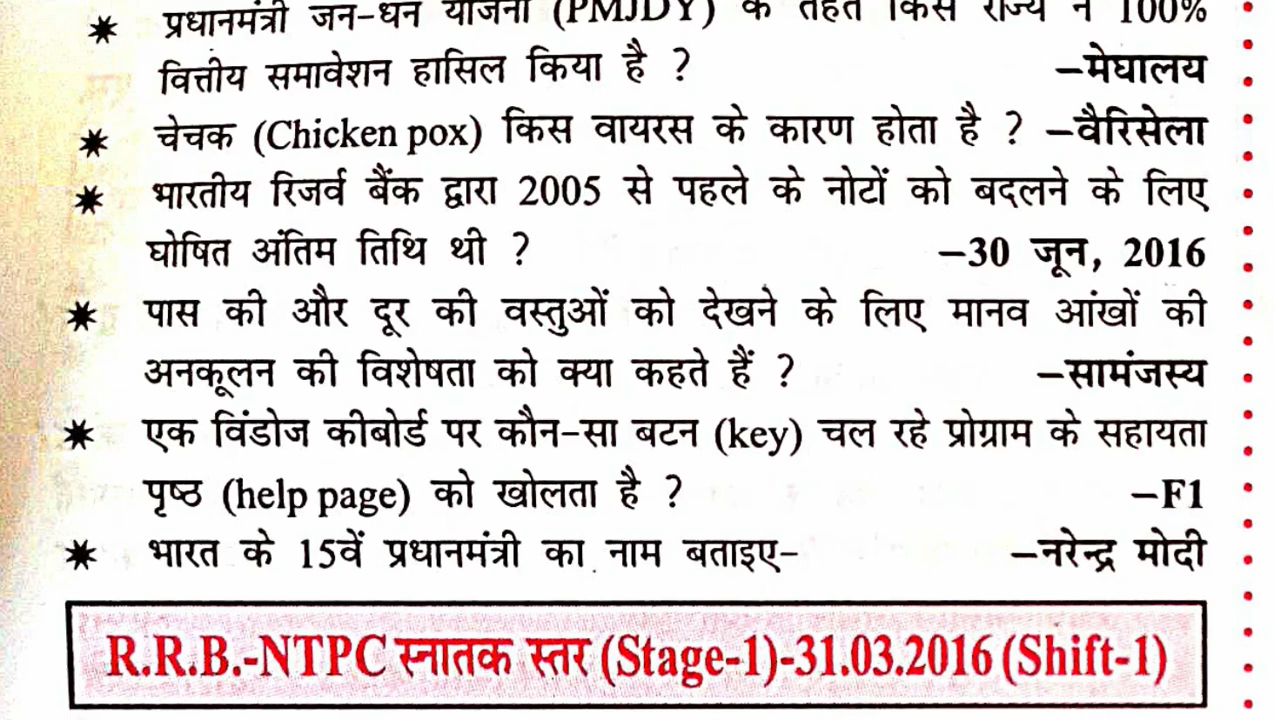 ✷ प्रधानमंत्री जन-धन योजना (PMJDY) के तहत किस राज्य ने 100%
वित्तीय समावेशन हासिल किया है ? –मेघालय
✷ चेचक (Chicken pox) किस वायरस के कारण होता है ? –वैरिसेला
✷ भारतीय रिजर्व बैंक द्वारा 2005 से पहले के नोटों को बदलने के लिए
घोषित अंतिम तिथि थी ? –30 जून, 2016
✷ पास की और दूर की वस्तुओं को देखने के लिए मानव आंखों की
अनकूलन की विशेषता को क्या कहते हैं ? –सामंजस्य
✷ एक विंडोज कीबोर्ड पर कौन-सा बटन (key) चल रहे प्रोग्राम के सहायता
पृष्ठ (help page) को खोलता है ? –F1
✷ भारत के 15वें प्रधानमंत्री का नाम बताइए– –नरेन्द्र मोदी
R.R.B.-NTPC स्नातक स्तर (Stage-1)-31.03.2016 (Shift-1)